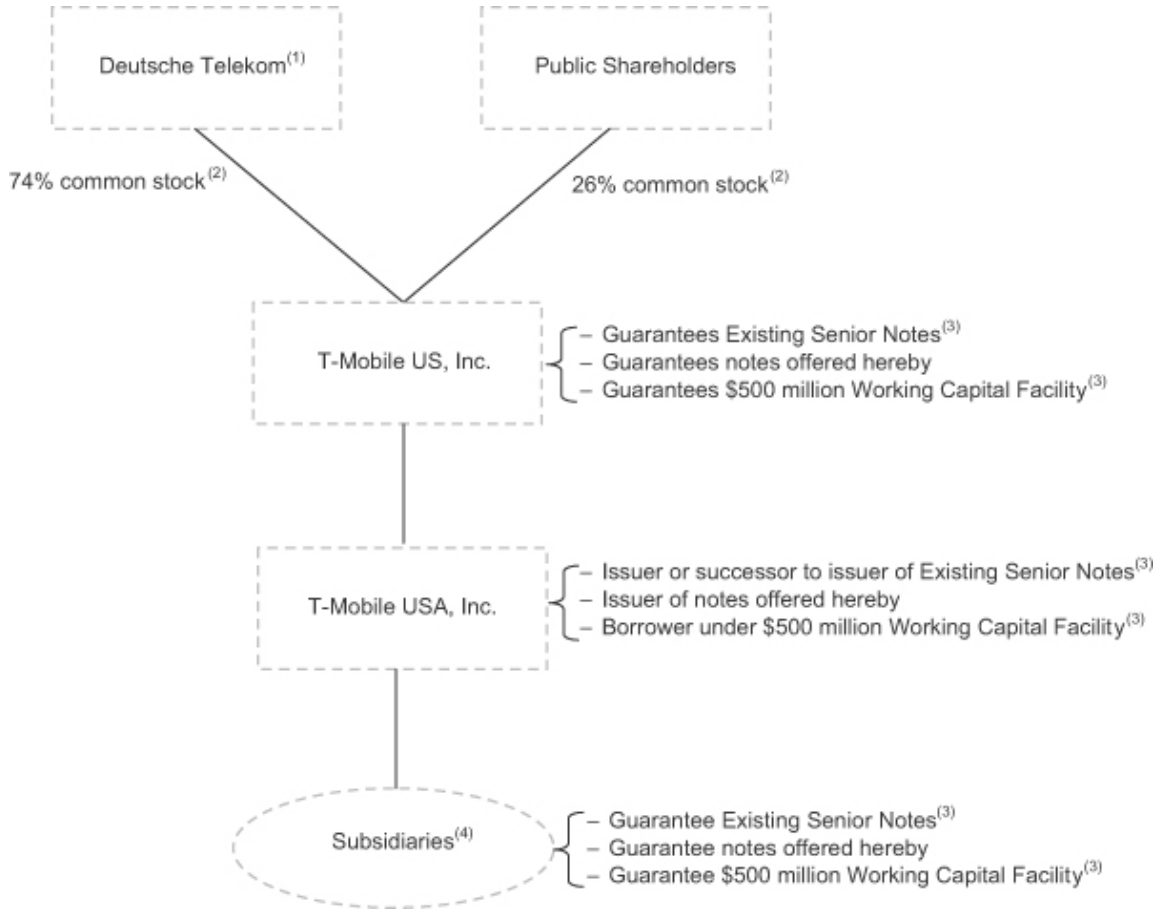 Deutsche Telekom(1)
Public Shareholders
74% common stock(2)
26% common stock(2)
T-Mobile US, Inc.
– Guarantees Existing Senior Notes(3)
– Guarantees notes offered hereby
– Guarantees $500 million Working Capital Facility(3)
T-Mobile USA, Inc.
– Issuer or successor to issuer of Existing Senior Notes(3)
– Issuer of notes offered hereby
– Borrower under $500 million Working Capital Facility(3)
Subsidiaries(4)
– Guarantee Existing Senior Notes(3)
– Guarantee notes offered hereby
– Guarantee $500 million Working Capital Facility(3)